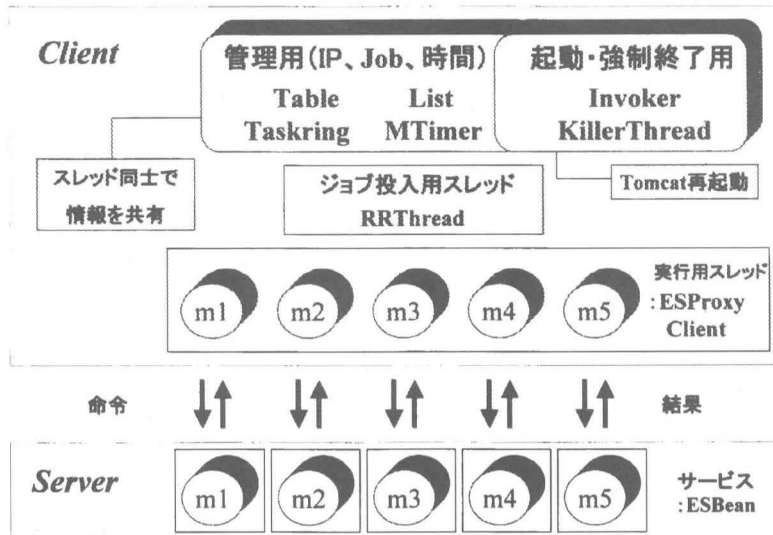 Client
管理用(IP、Job、時間)
Table List
Taskring MTimer
起動・強制終了用
Invoker
KillerThread
スレッド同士で
情報を共有
ジョブ投入用スレッド
RRThread
Tomcat再起動
m1 m2 m3 m4 m5
実行用スレッド
:ESProxy
Client
命令
結果
Server
m1 m2 m3 m4 m5
サービス
:ESBean